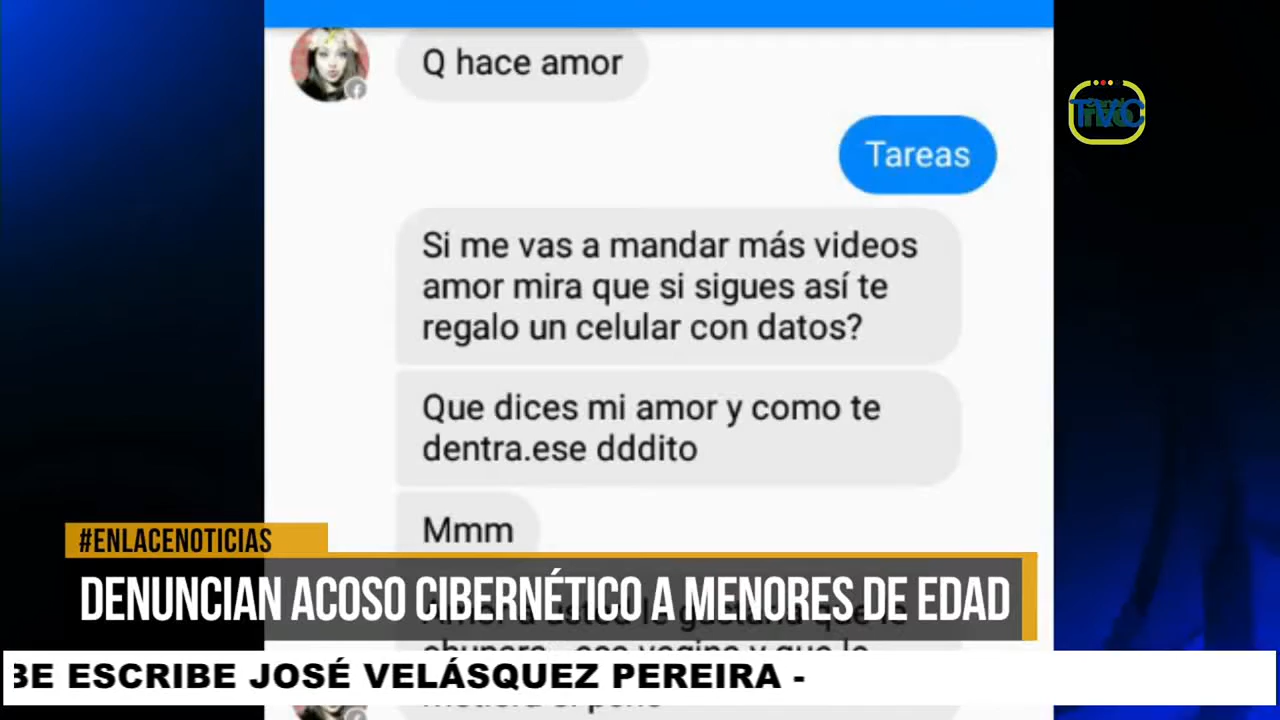 Q hace amor
TVC
Tareas
Si me vas a mandar más videos
amor mira que si sigues así te
regalo un celular con datos?
Que dices mi amor y como te
dentra.ese dddito
Mmm
#ENLACENOTICIAS
DENUNCIAN ACOSO CIBERNÉTICO A MENORES DE EDAD
ESCRIBE JOSÉ VELÁSQUEZ PEREIRA -